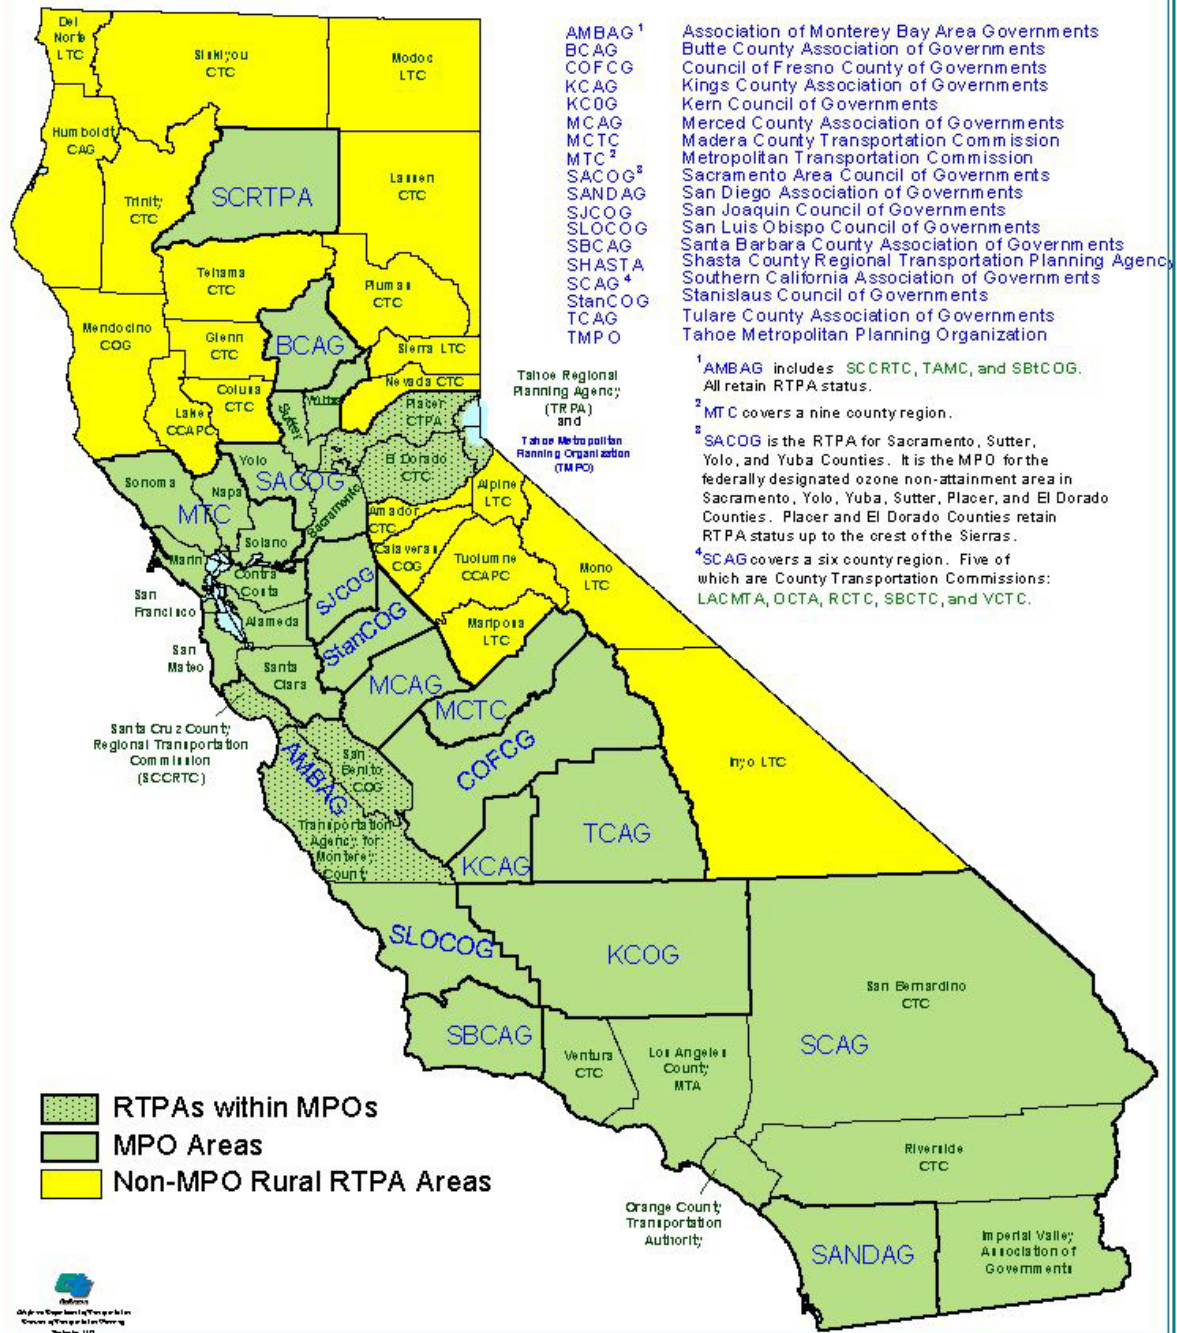 AMBAG 1 Association of Monterey Bay Area Governments
BCAG Butte County Association of Governments
COFCG Council of Fresno County of Governments
KCAG Kings County Association of Governments
KCOG Kern Council of Governments
MCAG Merced County Association of Governments
MCTC Madera County Transportation Commission
MTC 2 Metropolitan Transportation Commission
SACOG 3 Sacramento Area Council of Governments
SANDAG San Diego Association of Governments
SJCOG San Joaquin Council of Governments
SLOCOG San Luis Obispo Council of Governments
SBCAG Santa Barbara County Association of Governments
SHASTA Shasta County Regional Transportation Planning Agency
SCAG 4 Southern California Association of Governments
StanCOG Stanislaus Council of Governments
TCAG Tulare County Association of Governments
TMPO Tahoe Metropolitan Planning Organization
1 AMBAG includes SCCRTC, TAMC, and SBtCOG.
All retain RTPA status.
2 MTC covers a nine county region.
3 SACOG is the RTPA for Sacramento, Sutter,
Yolo, and Yuba Counties. It is the MPO for the
federally designated ozone non-attainment area in
Sacramento, Yolo, Yuba, Sutter, Placer, and El Dorado
Counties. Placer and El Dorado Counties retain
RTPA status up to the crest of the Sierras.
4 SCAG covers a six county region. Five of
which are County Transportation Commissions:
LACMTA, OCTA, RCTC, SBCTC, and VCTC.
Del
Norte
LTC
Siskiyou
CTC
Modoc
LTC
Humboldt
CAG
Trinity
CTC
SCRTPA
Lassen
CTC
Tehama
CTC
Plumas
CTC
Mendocino
COG
Glenn
CTC
BCAG
Sierra LTC
Nevada CTC
Colusa
CTC
Lake
CCAPC
Sutter
Yuba
Placer
CTPA
El Dorado
CTC
Tahoe Regional
Planning Agency
(TRPA)
and
Tahoe Metropolitan
Planning Organization
(TMPO)
Sonoma
Napa
Yolo
SACOG
Sacramento
MTC
Solano
Marin
Contra
Costa
Alameda
San
Francisco
San
Mateo
Santa
Clara
Alpine
LTC
Amador
CTC
Calaveras
COG
Tuolumne
CCAPC
Mono
LTC
Mariposa
LTC
SJCOG
StanCOG
MCAG
MCTC
COFCG
Santa Cruz County
Regional Transportation
Commission
(SCCRTC)
AMBAG
San
Benito
COG
Transportation
Agency for
Monterey
County
Inyo LTC
TCAG
KCAG
SLOCOG
KCOG
SBCAG
Ventura
CTC
Los Angeles
County
MTA
San Bernardino
CTC
SCAG
Riverside
CTC
Orange County
Transportation
Authority
SANDAG
Imperial Valley
Association of
Governments
RTPAs within MPOs
MPO Areas
Non-MPO Rural RTPA Areas